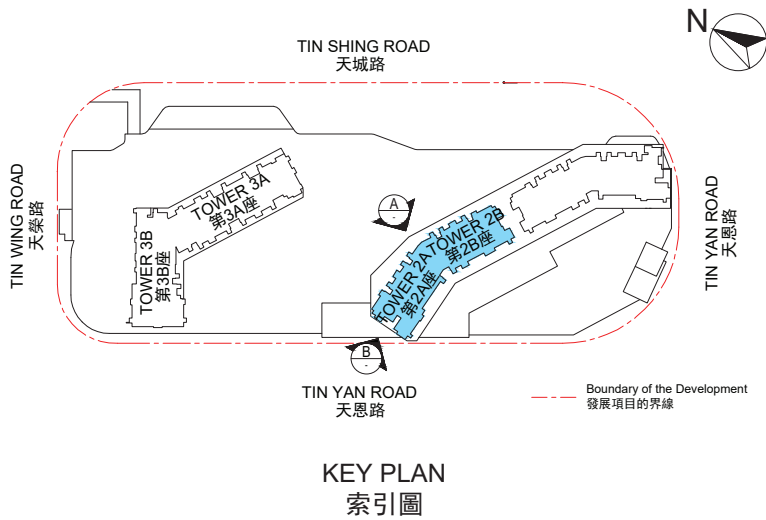 N
TIN SHING ROAD
天城路
TIN WING ROAD
天榮路
TOWER 3A
第3A座
TOWER 3B
第3B座
A
-
TOWER 2A
第2A座
TOWER 2B
第2B座
TIN YAN ROAD
天恩路
B
-
TIN YAN ROAD
天恩路
Boundary of the Development
發展項目的界線
KEY PLAN
索引圖